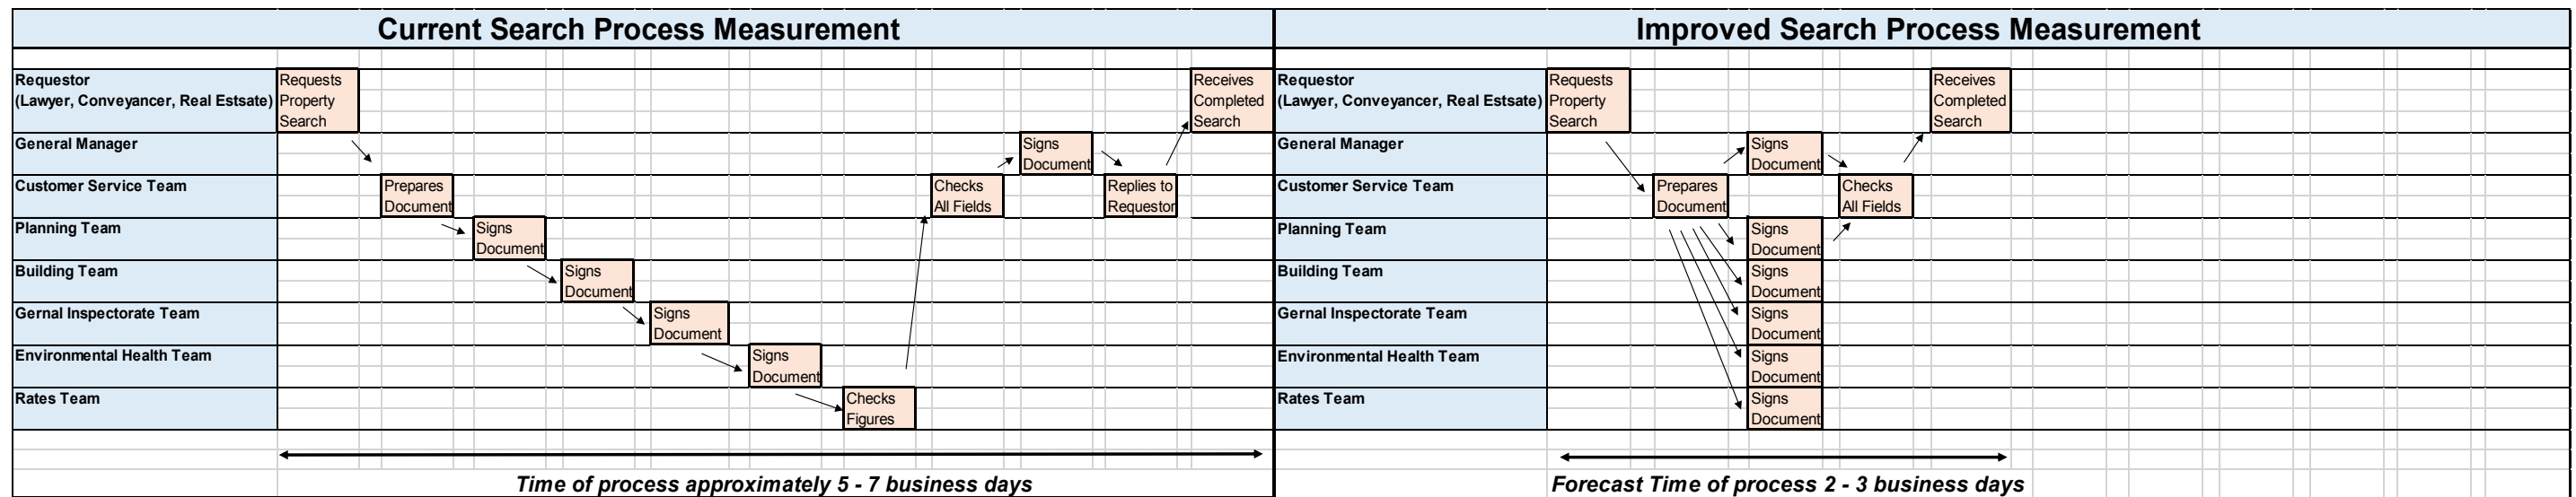 Current Search Process Measurement
Requestor
(Lawyer, Conveyancer, Real Estsate)
Requests
Property
Search
Receives
Completed
Search
General Manager
Signs
Document
Customer Service Team
Prepares
Document
Checks
All Fields
Replies to
Requestor
Planning Team
Signs
Document
Building Team
Signs
Document
Gernal Inspectorate Team
Signs
Document
Environmental Health Team
Signs
Document
Rates Team
Checks
Figures
Time of process approximately 5 - 7 business days
Improved Search Process Measurement
Requestor
(Lawyer, Conveyancer, Real Estsate)
Requests
Property
Search
Receives
Completed
Search
General Manager
Signs
Document
Customer Service Team
Prepares
Document
Checks
All Fields
Planning Team
Signs
Document
Building Team
Signs
Document
Gernal Inspectorate Team
Signs
Document
Environmental Health Team
Signs
Document
Rates Team
Signs
Document
Forecast Time of process 2 - 3 business days